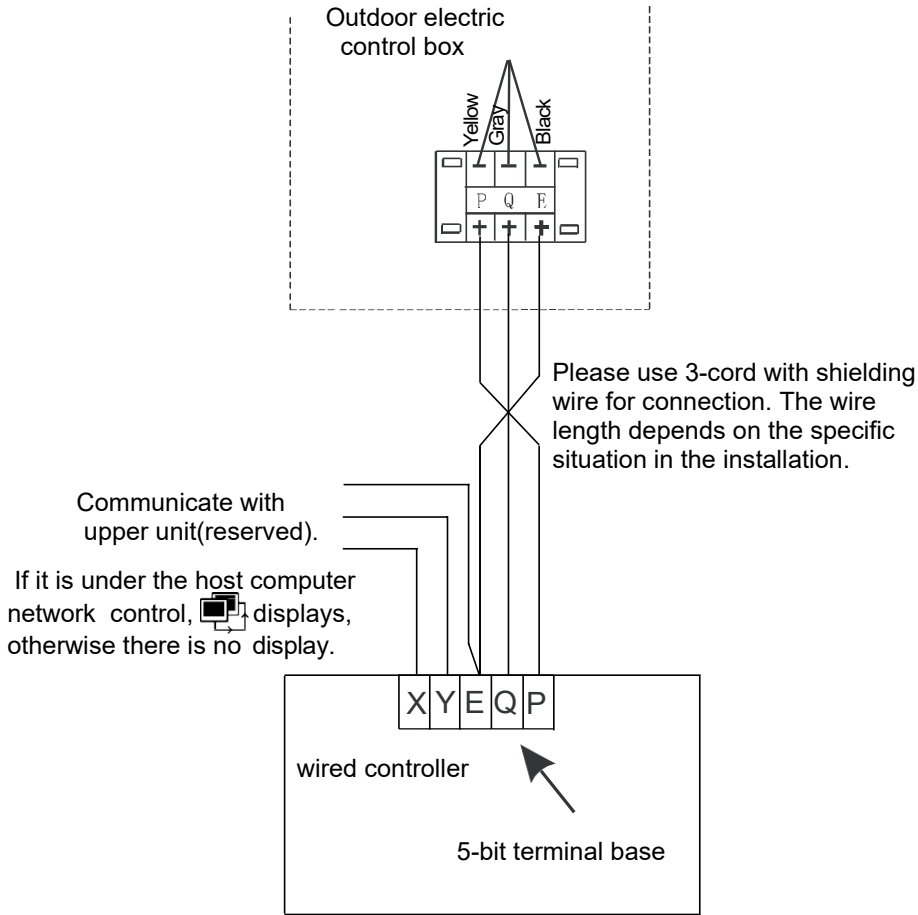 Outdoor electric
control box
Yellow
Gray
Black
P Q E
Please use 3-cord with shielding
wire for connection. The wire
length depends on the specific
situation in the installation.
Communicate with
upper unit(reserved).
If it is under the host computer
network control, displays,
otherwise there is no display.
X Y E Q P
wired controller
5-bit terminal base